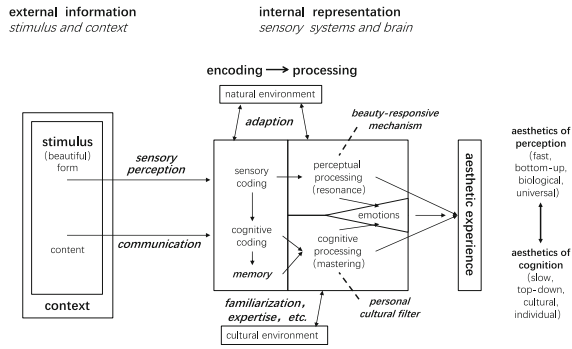 external information
stimulus and context
internal representation
sensory systems and brain
encoding → processing
natural environment
adaption
beauty-responsive
mechanism
stimulus
(beautiful)
form
sensory
perception
sensory
coding
perceptual
processing
(resonance)
emotions
content
communication
cognitive
coding
memory
cognitive
processing
(mastering)
context
familiarization,
expertise, etc.
cultural environment
personal
cultural filter
aesthetic experience
aesthetics of
perception
(fast,
bottom-up,
biological,
universal)
aesthetics of
cognition
(slow,
top-down,
cultural,
individual)